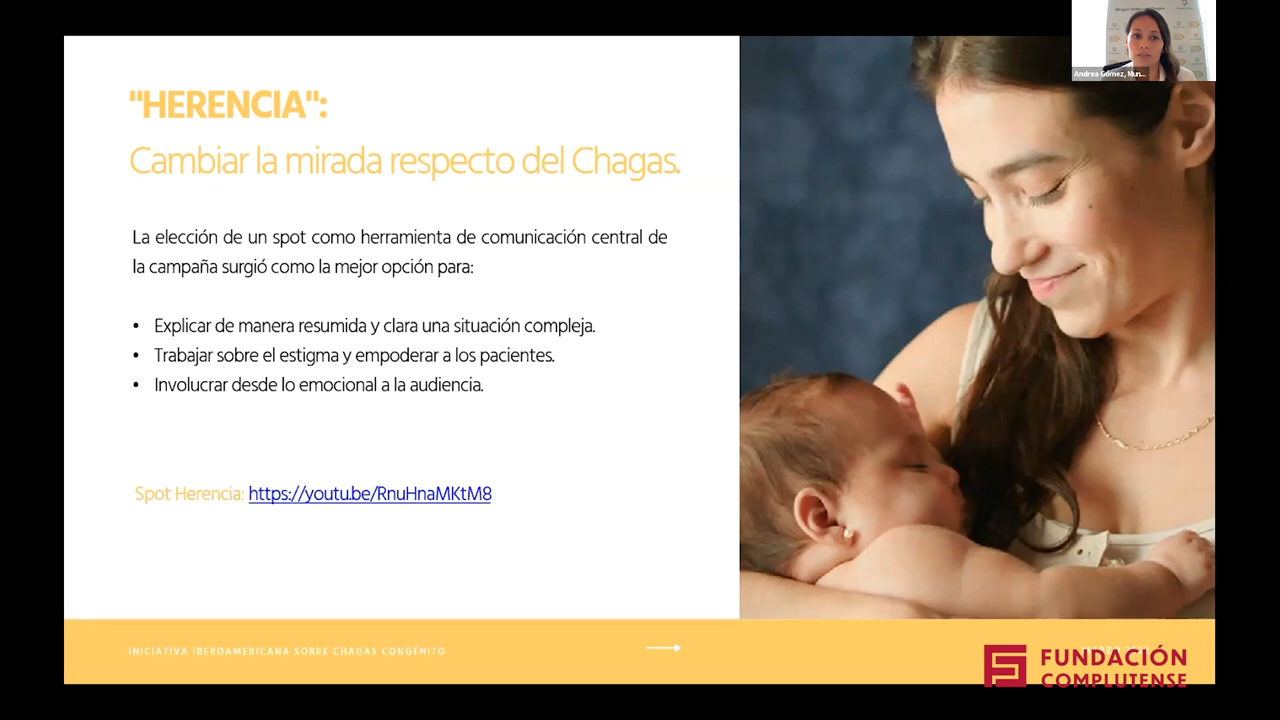 Andrea Gómez, Mun...
"HERENCIA":
Cambiar la mirada respecto del Chagas.
La elección de un spot como herramienta de comunicación central de
la campaña surgió como la mejor opción para:
• Explicar de manera resumida y clara una situación compleja.
• Trabajar sobre el estigma y empoderar a los pacientes.
• Involucrar desde lo emocional a la audiencia.
Spot Herencia: https://youtu.be/RnuHnaMKtM8
INICIATIVA IBEROAMERICANA SOBRE CHAGAS CONGÉNITO
FUNDACIÓN
COMPLUTENSE